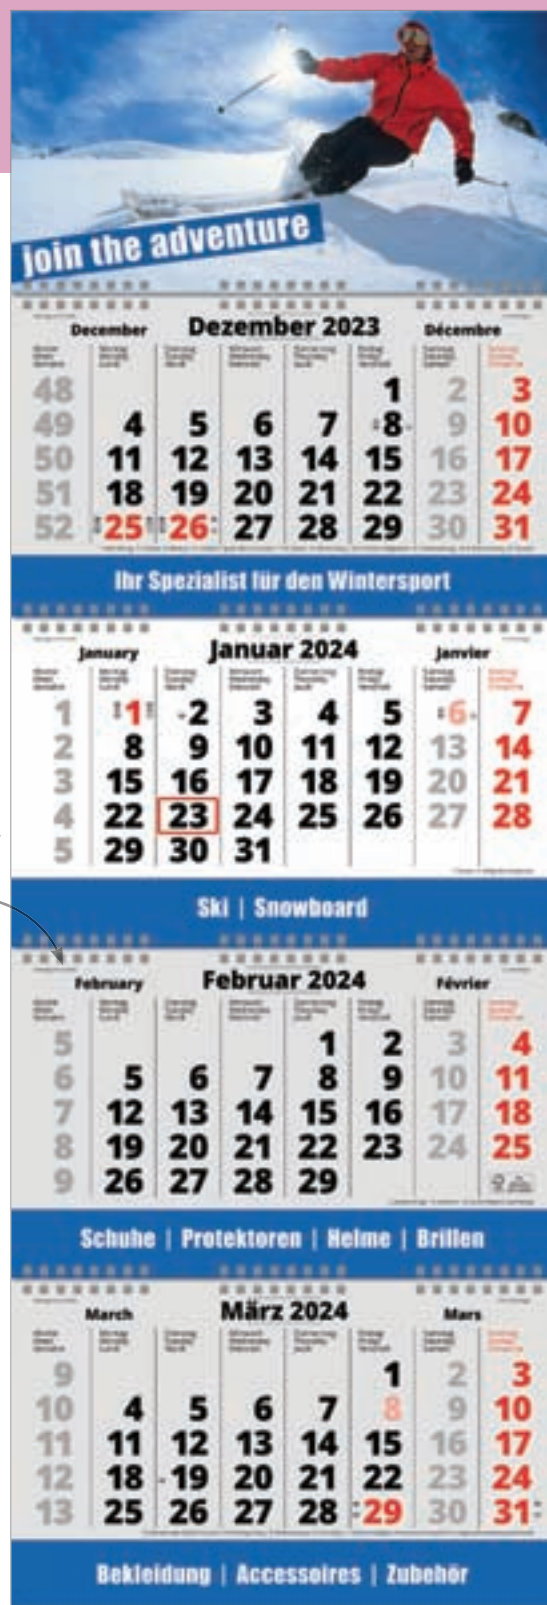 join the adventure
December Dezember 2023 Décembre
48 1 2 3
49 4 5 6 7 8 9 10
50 11 12 13 14 15 16 17
51 18 19 20 21 22 23 24
52 25 26 27 28 29 30 31
Ihr Spezialist für den Wintersport
January Januar 2024 Janvier
1 1 2 3 4 5 6 7
2 8 9 10 11 12 13 14
3 15 16 17 18 19 20 21
4 22 23 24 25 26 27 28
5 29 30 31
Ski | Snowboard
February Februar 2024 Février
5 1 2 3 4
6 5 6 7 8 9 10 11
7 12 13 14 15 16 17 18
8 19 20 21 22 23 24 25
9 26 27 28 29
Schuhe | Protektoren | Helme | Brillen
March März 2024 Mars
9 1 2 3
10 4 5 6 7 8 9 10
11 11 12 13 14 15 16 17
12 18 19 20 21 22 23 24
13 25 26 27 28 29 30 31
Bekleidung | Accessoires | Zubehör